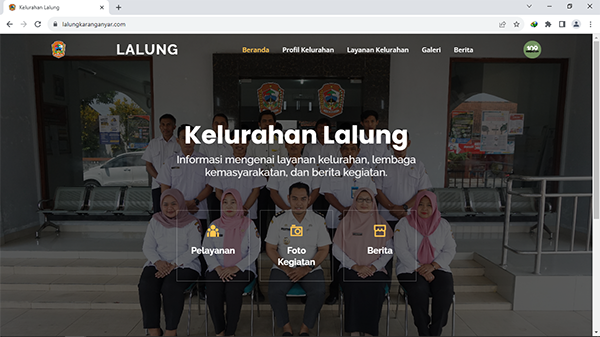 Kelurahan Lalung
lalungkaranganyar.com
LALUNG
Beranda
Profil Kelurahan
Layanan Kelurahan
Galeri
Berita
Kelurahan Lalung
Informasi mengenai layanan kelurahan, lembaga
kemasyarakatan, dan berita kegiatan.
Pelayanan
Foto
Kegiatan
Berita